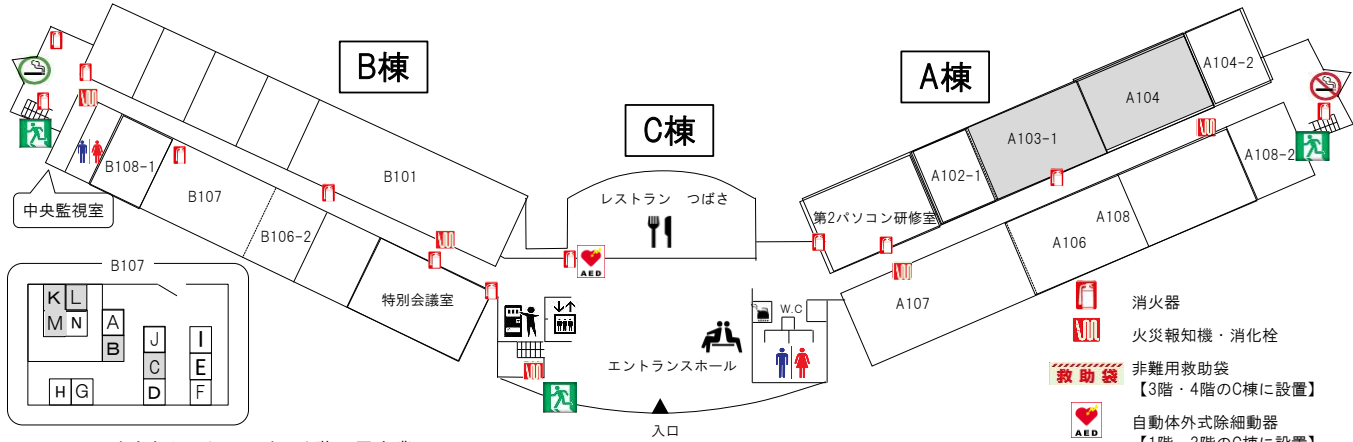 B棟
C棟
A棟
A104-2
A104
A103-1
A102-1
第2パソコン研修室
A108-2
A108
A106
A107
B101
B108-1
B107
B106-2
特別会議室
中央監視室
レストラン つばさ
AED
W.C
エントランスホール
入口
B107
K L
M N
A
B
J
C
D
I
E
F
H G
消火器
火災報知機・消化栓
救助袋
非難用救助袋
【3階・4階のC棟に設置】
AED
自動体外式除細動器